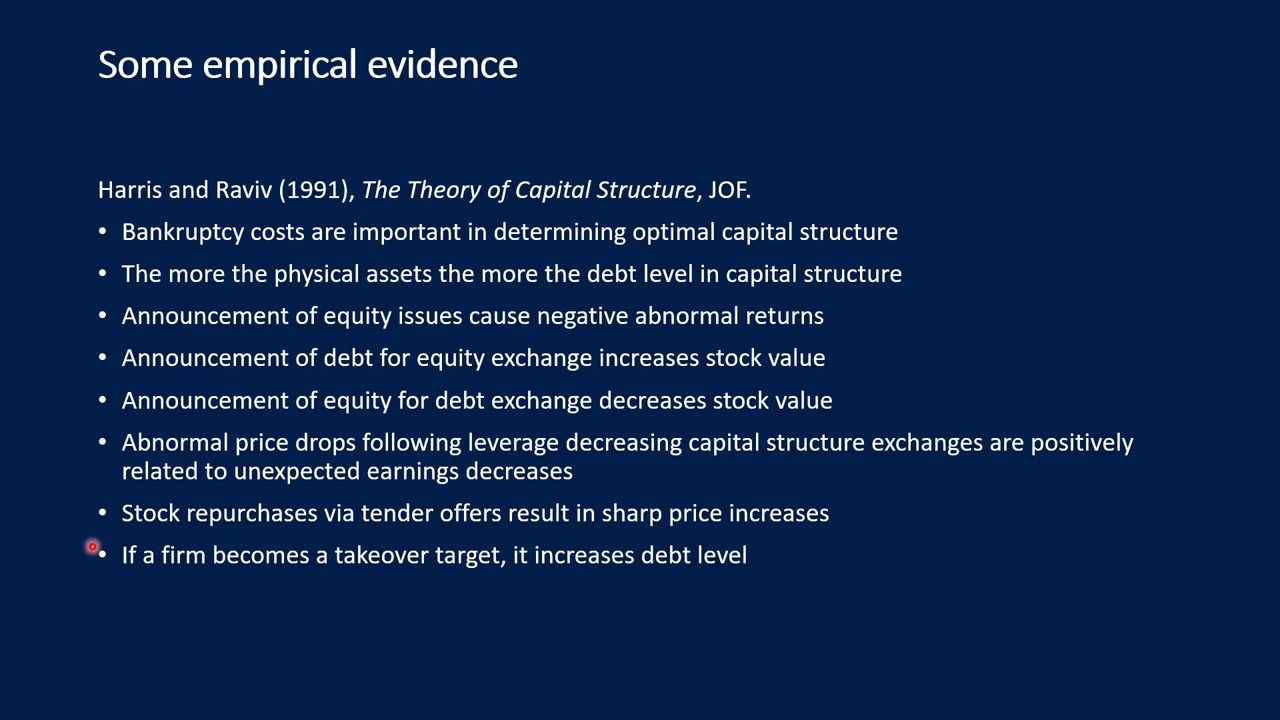 Some empirical evidence
Harris and Raviv (1991), The Theory of Capital Structure, JOF.
• Bankruptcy costs are important in determining optimal capital structure
• The more the physical assets the more the debt level in capital structure
• Announcement of equity issues cause negative abnormal returns
• Announcement of debt for equity exchange increases stock value
• Announcement of equity for debt exchange decreases stock value
• Abnormal price drops following leverage decreasing capital structure exchanges are positively
related to unexpected earnings decreases
• Stock repurchases via tender offers result in sharp price increases
• If a firm becomes a takeover target, it increases debt level